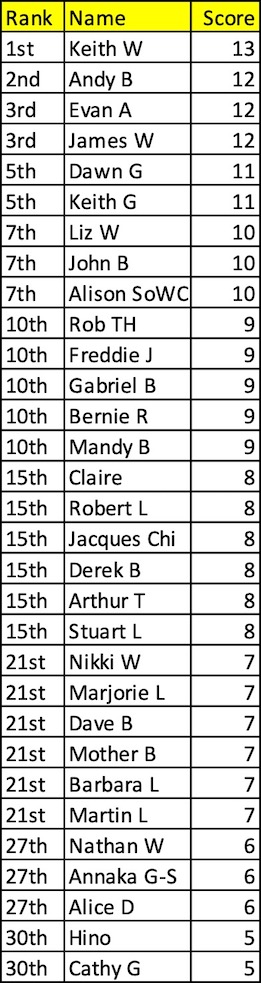 Rank Name Score
1st Keith W 13
2nd Andy B 12
3rd Evan A 12
3rd James W 12
5th Dawn G 11
5th Keith G 11
7th Liz W 10
7th John B 10
7th Alison SoWC 10
10th Rob TH 9
10th Freddie J 9
10th Gabriel B 9
10th Bernie R 9
10th Mandy B 9
15th Claire 8
15th Robert L 8
15th Jacques Chi 8
15th Derek B 8
15th Arthur T 8
15th Stuart L 8
21st Nikki W 7
21st Marjorie L 7
21st Dave B 7
21st Mother B 7
21st Barbara L 7
21st Martin L 7
27th Nathan W 6
27th Annaka G-S 6
27th Alice D 6
30th Hino 5
30th Cathy G 5